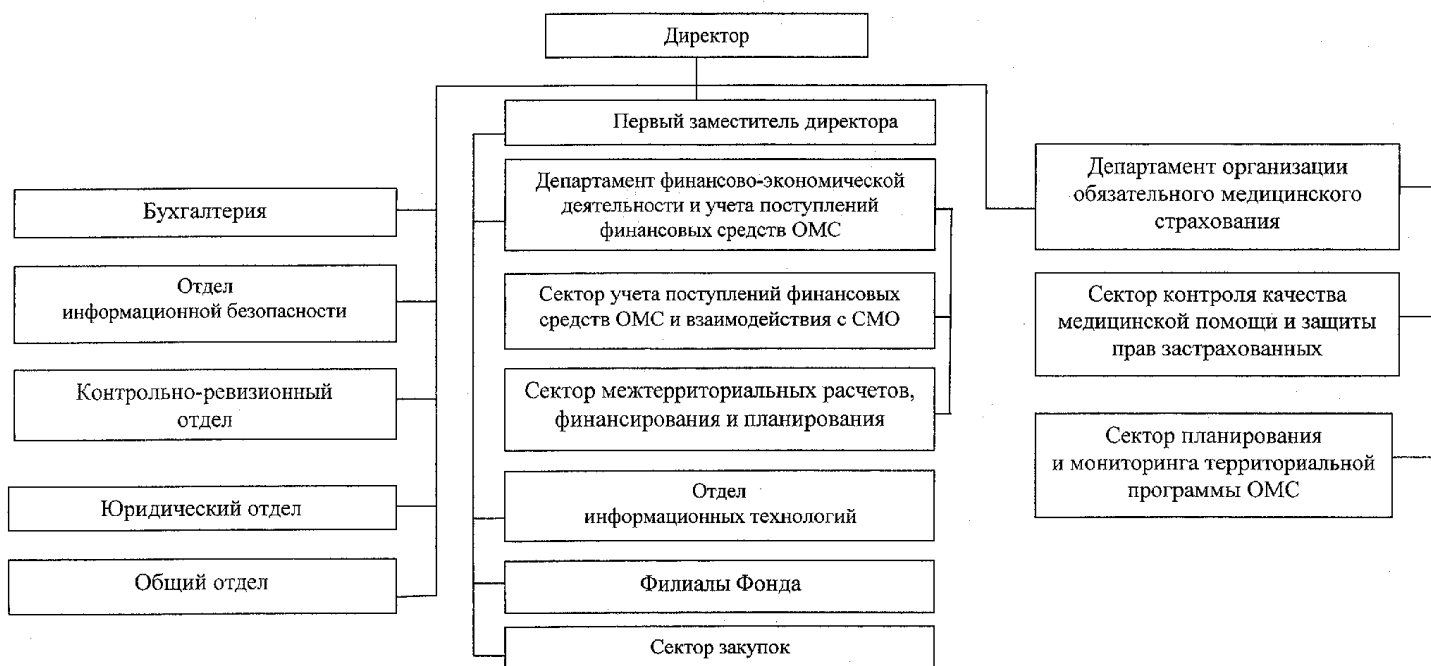 Директор
Первый заместитель директора
Департамент финансово-экономической
деятельности и учета поступлений
финансовых средств ОМС
Сектор учета поступлений финансовых
средств ОМС и взаимодействия с СМО
Сектор межтерриториальных расчетов,
финансирования и планирования
Отдел
информационных технологий
Филиалы Фонда
Сектор закупок
Бухгалтерия
Отдел
информационной безопасности
Контрольно-ревизионный
отдел
Юридический отдел
Общий отдел
Департамент организации
обязательного медицинского
страхования
Сектор контроля качества
медицинской помощи и защиты
прав застрахованных
Сектор планирования
и мониторинга территориальной
программы ОМС